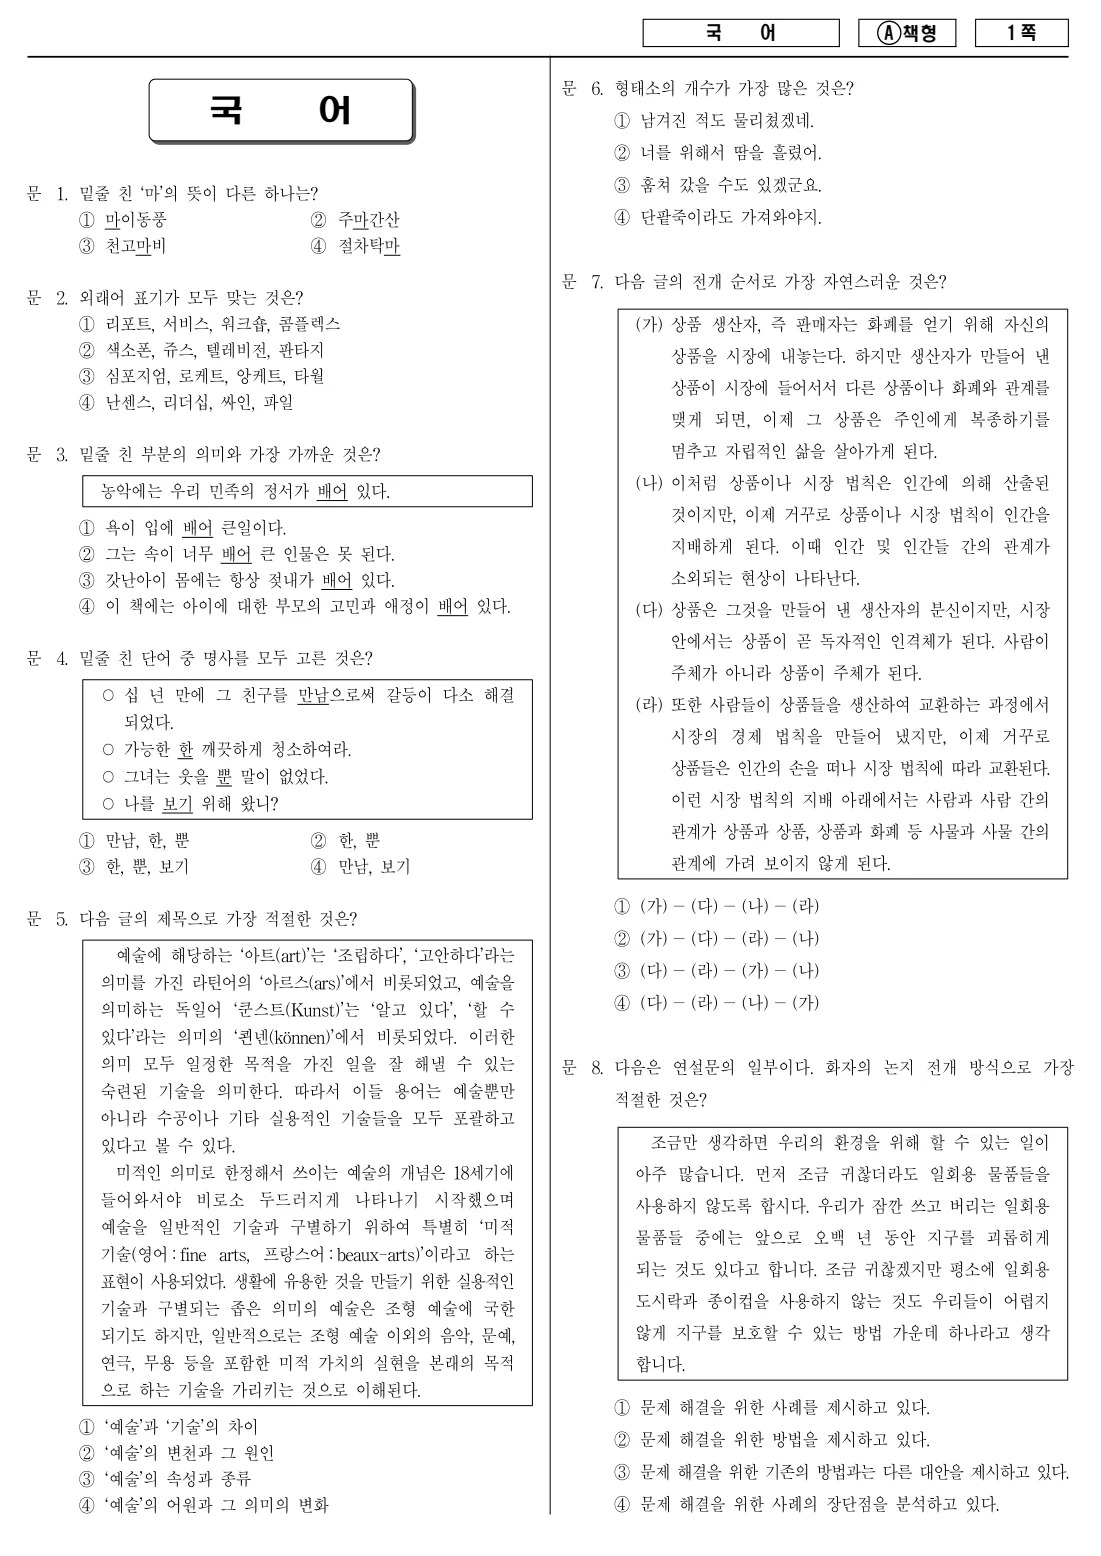 국 어
Ⓐ책형
1쪽
국 어
문 1. 밑줄 친 ‘마’의 뜻이 다른 하나는?
① 마이동풍 ② 주마간산
③ 천고마비 ④ 절차탁마
문 2. 외래어 표기가 모두 맞는 것은?
① 리포트, 서비스, 워크숍, 콤플렉스
② 색소폰, 쥬스, 텔레비전, 판타지
③ 심포지엄, 로케트, 앙케트, 타월
④ 난센스, 리더십, 싸인, 파일
문 3. 밑줄 친 부분의 의미와 가장 가까운 것은?
농악에는 우리 민족의 정서가 배어 있다.
① 욕이 입에 배어 큰일이다.
② 그는 속이 너무 배어 큰 인물은 못 된다.
③ 갓난아이 몸에는 항상 젖내가 배어 있다.
④ 이 책에는 아이에 대한 부모의 고민과 애정이 배어 있다.
문 4. 밑줄 친 단어 중 명사를 모두 고른 것은?
○ 십 년 만에 그 친구를 만남으로써 갈등이 다소 해결
되었다.
○ 가능한 한 깨끗하게 청소하여라.
○ 그녀는 웃을 뿐 말이 없었다.
○ 나를 보기 위해 왔니?
① 만남, 한, 뿐 ② 한, 뿐
③ 한, 뿐, 보기 ④ 만남, 보기
문 5. 다음 글의 제목으로 가장 적절한 것은?
예술에 해당하는 ‘아트(art)’는 ‘조립하다’, ‘고안하다’라는
의미를 가진 라틴어의 ‘아르스(ars)’에서 비롯되었고, 예술을
의미하는 독일어 ‘쿤스트(Kunst)’는 ‘알고 있다’, ‘할 수
있다’라는 의미의 ‘쾬넨(können)’에서 비롯되었다. 이러한
의미 모두 일정한 목적을 가진 일을 잘 해낼 수 있는
숙련된 기술을 의미한다. 따라서 이들 용어는 예술뿐만
아니라 수공이나 기타 실용적인 기술들을 모두 포괄하고
있다고 볼 수 있다.
미적인 의미로 한정해서 쓰이는 예술의 개념은 18세기에
들어와서야 비로소 두드러지게 나타나기 시작했으며
예술을 일반적인 기술과 구별하기 위하여 특별히 ‘미적
기술(영어:fine arts, 프랑스어:beaux-arts)’이라고 하는
표현이 사용되었다. 생활에 유용한 것을 만들기 위한 실용적인
기술과 구별되는 좁은 의미의 예술은 조형 예술에 국한
되기도 하지만, 일반적으로는 조형 예술 이외의 음악, 문예,
연극, 무용 등을 포함한 미적 가치의 실현을 본래의 목적
으로 하는 기술을 가리키는 것으로 이해된다.
① ‘예술’과 ‘기술’의 차이
② ‘예술’의 변천과 그 원인
③ ‘예술’의 속성과 종류
④ ‘예술’의 어원과 그 의미의 변화
문 6. 형태소의 개수가 가장 많은 것은?
① 남겨진 적도 물리쳤겠네.
② 너를 위해서 땀을 흘렸어.
③ 훔쳐 갔을 수도 있겠군요.
④ 단팥죽이라도 가져와야지.
문 7. 다음 글의 전개 순서로 가장 자연스러운 것은?
(가) 상품 생산자, 즉 판매자는 화폐를 얻기 위해 자신의
상품을 시장에 내놓는다. 하지만 생산자가 만들어 낸
상품이 시장에 들어서서 다른 상품이나 화폐와 관계를
맺게 되면, 이제 그 상품은 주인에게 복종하기를
멈추고 자립적인 삶을 살아가게 된다.
(나) 이처럼 상품이나 시장 법칙은 인간에 의해 산출된
것이지만, 이제 거꾸로 상품이나 시장 법칙이 인간을
지배하게 된다. 이때 인간 및 인간들 간의 관계가
소외되는 현상이 나타난다.
(다) 상품은 그것을 만들어 낸 생산자의 분신이지만, 시장
안에서는 상품이 곧 독자적인 인격체가 된다. 사람이
주체가 아니라 상품이 주체가 된다.
(라) 또한 사람들이 상품들을 생산하여 교환하는 과정에서
시장의 경제 법칙을 만들어 냈지만, 이제 거꾸로
상품들은 인간의 손을 떠나 시장 법칙에 따라 교환된다.
이런 시장 법칙의 지배 아래에서는 사람과 사람 간의
관계가 상품과 상품, 상품과 화폐 등 사물과 사물 간의
관계에 가려 보이지 않게 된다.
① (가) - (다) - (나) - (라)
② (가) - (다) - (라) - (나)
③ (다) - (라) - (가) - (나)
④ (다) - (라) - (나) - (가)
문 8. 다음은 연설문의 일부이다. 화자의 논지 전개 방식으로 가장
적절한 것은?
조금만 생각하면 우리의 환경을 위해 할 수 있는 일이
아주 많습니다. 먼저 조금 귀찮더라도 일회용 물품들을
사용하지 않도록 합시다. 우리가 잠깐 쓰고 버리는 일회용
물품들 중에는 앞으로 오백 년 동안 지구를 괴롭히게
되는 것도 있다고 합니다. 조금 귀찮겠지만 평소에 일회용
도시락과 종이컵을 사용하지 않는 것도 우리들이 어렵지
않게 지구를 보호할 수 있는 방법 가운데 하나라고 생각
합니다.
① 문제 해결을 위한 사례를 제시하고 있다.
② 문제 해결을 위한 방법을 제시하고 있다.
③ 문제 해결을 위한 기존의 방법과는 다른 대안을 제시하고 있다.
④ 문제 해결을 위한 사례의 장단점을 분석하고 있다.